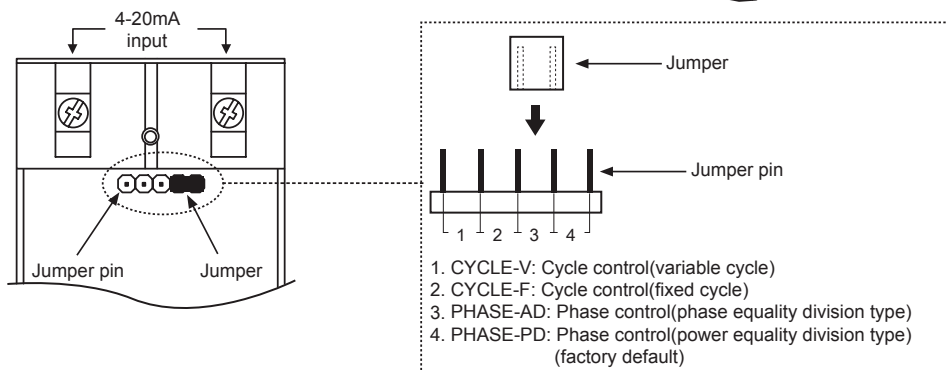 4-20mA
input
Jumper pin
Jumper
Jumper
Jumper pin
1 2 3 4
1. CYCLE-V: Cycle control(variable cycle)
2. CYCLE-F: Cycle control(fixed cycle)
3. PHASE-AD: Phase control(phase equality division type)
4. PHASE-PD: Phase control(power equality division type)
(factory default)